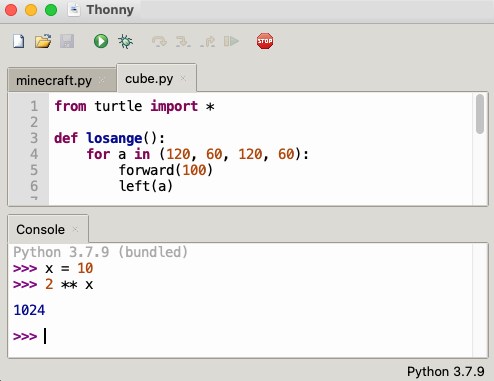 Thonny
STOP
minecraft.py
cube.py
1 from turtle import *
2
3 def losange():
4     for a in (120, 60, 120, 60):
5         forward(100)
6         left(a)
Console
Python 3.7.9 (bundled)
>>> x = 10
>>> 2 ** x
1024
>>>
Python 3.7.9